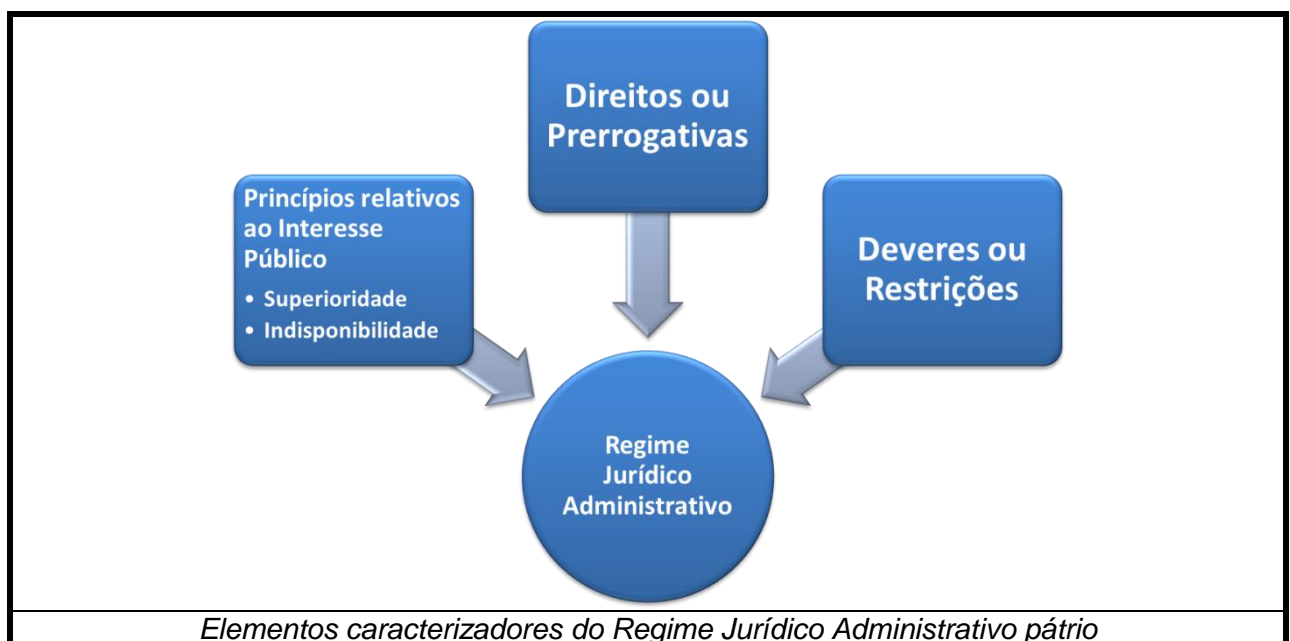 Direitos ou
Prerrogativas
Princípios relativos
ao Interesse
Público
• Superioridade
• Indisponibilidade
Deveres ou
Restrições
Regime
Jurídico
Administrativo
Elementos caracterizadores do Regime Jurídico Administrativo pátrio